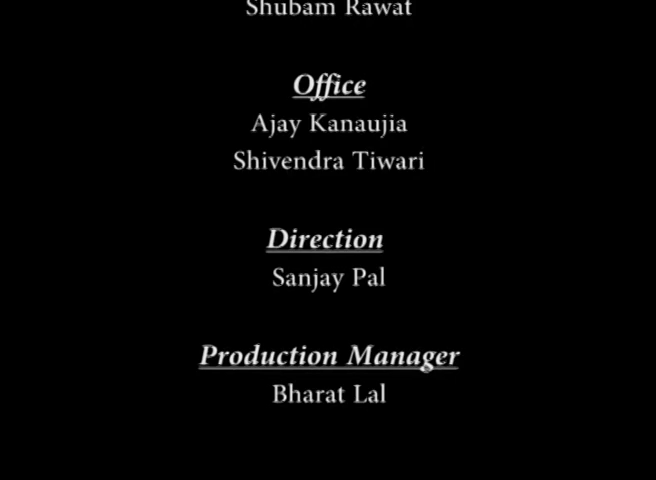 Shubam Rawat
Office
Ajay Kanaujia
Shivendra Tiwari
Direction
Sanjay Pal
Production Manager
Bharat Lal